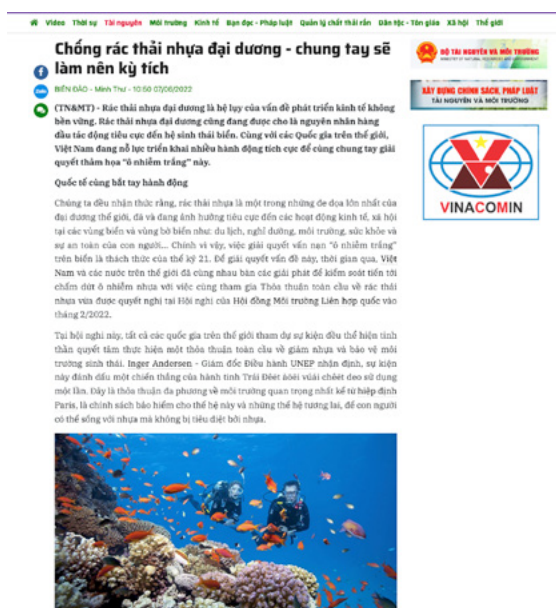 Video Thời sự Tài nguyên Môi trường Kinh tế Bạn đọc - Pháp luật Quản lý chất thải rắn Dân tộc - Tôn giáo Xã hội Thế giới
Chống rác thải nhựa đại dương - chung tay sẽ
làm nên kỳ tích
BIỂN ĐẢO - Minh Thư - 10:50 07/06/2022
(TN&MT) - Rác thải nhựa đại dương là hệ lụy của vấn đề phát triển kinh tế không
bền vững. Rác thải nhựa đại dương cũng đang được cho là nguyên nhân hàng
đầu tác động tiêu cực đến hệ sinh thái biển. Cùng với các Quốc gia trên thế giới,
Việt Nam đang nỗ lực triển khai nhiều hành động tích cực để cùng chung tay giải
quyết thảm họa "ô nhiễm trắng" này.
Quốc tế cùng bắt tay hành động
Chúng ta đều nhận thức rằng, rác thải nhựa là một trong những đe dọa lớn nhất của
đại dương thế giới, đã và đang ảnh hưởng tiêu cực đến các hoạt động kinh tế, xã hội
tại các vùng biển và vùng bờ biển như: du lịch, nghỉ dưỡng, môi trường, sức khỏe và
sự an toàn của con người... Chính vì vậy, việc giải quyết vấn nạn "ô nhiễm trắng"
trên biển là thách thức của thế kỷ 21. Để giải quyết vấn đề này, thời gian qua, Việt
Nam và các nước trên thế giới đã cùng nhau bàn các giải pháp để kiểm soát tiến tới
chấm dứt ô nhiễm nhựa với việc cùng tham gia Thỏa thuận toàn cầu về rác thải
nhựa vừa được quyết nghị tại Hội nghị của Hội đồng Môi trường Liên hợp quốc vào
tháng 2/2022.
Tại hội nghị này, tất cả các quốc gia trên thế giới tham dự sự kiện đều thể hiện tinh
thần quyết tâm thực hiện một thỏa thuận toàn cầu về giảm nhựa và bảo vệ môi
trường sinh thái. Inger Andersen - Giám đốc Điều hành UNEP nhận định, sự kiện
này đánh dấu một chiến thắng của hành tinh Trái dẻo sử dụng
một lần. Đây là thỏa thuận đa phương về môi trường quan trọng nhất kể từ hiệp định
Paris, là chính sách bảo hiểm cho thế hệ này và những thế hệ tương lai, để con người
có thể sống với nhựa mà không bị tiêu diệt bởi nhựa.
BỘ TÀI NGUYÊN VÀ MÔI TRƯỜNG
XÂY DỰNG CHÍNH SÁCH, PHÁP LUẬT
TÀI NGUYÊN VÀ MÔI TRƯỜNG
VINACOMIN